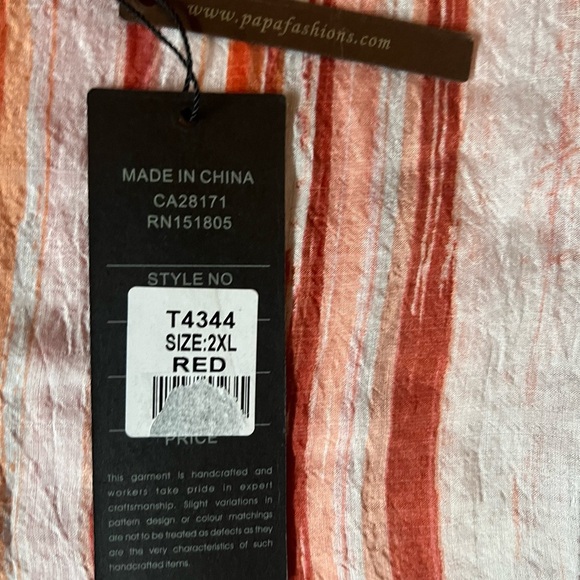 www.papafashions.com
MADE IN CHINA
CA28171
RN151805
STYLE NO
T4344
SIZE:2XL
RED
PRICE
This garment is handcrafted and
workers take pride in expert
craftsmanship. Slight variations in
pattern design or colour matchings
are not to be treated as defects as they
are the very characteristics of such
handcrafted items.